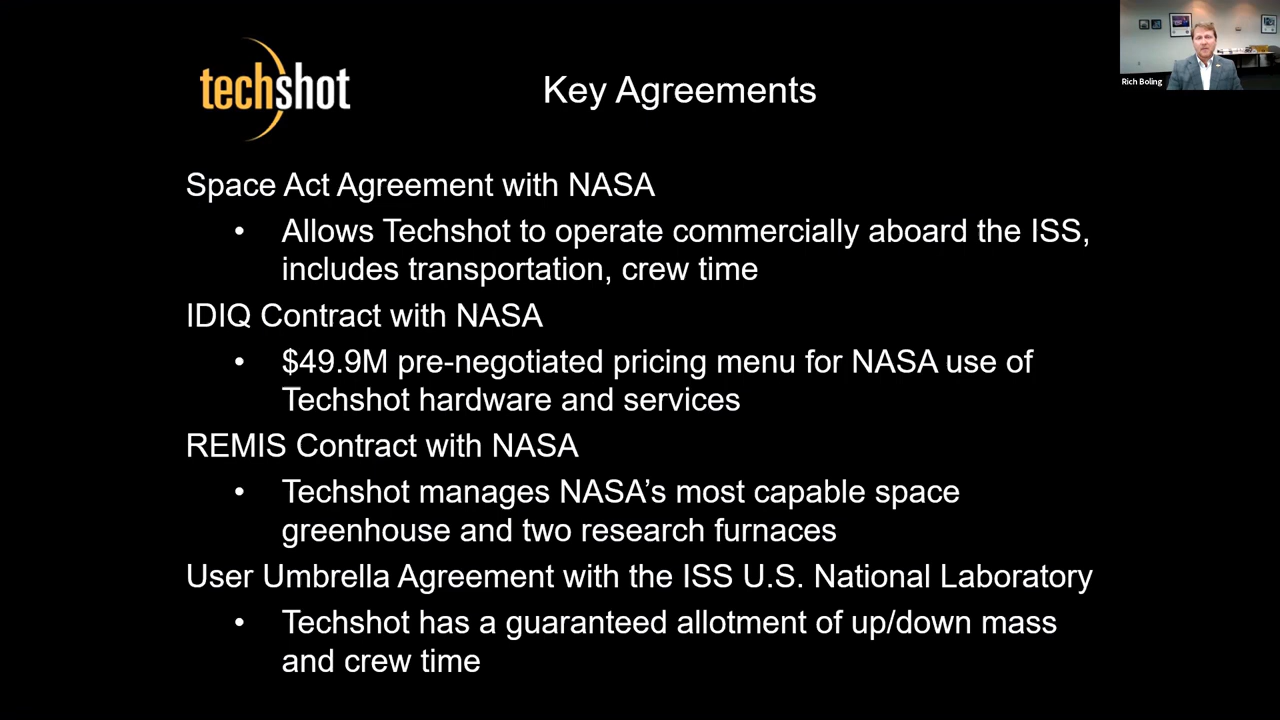 techshot
Key Agreements
Rich Boling
Space Act Agreement with NASA
• Allows Techshot to operate commercially aboard the ISS,
includes transportation, crew time
IDIQ Contract with NASA
• $49.9M pre-negotiated pricing menu for NASA use of
Techshot hardware and services
REMIS Contract with NASA
• Techshot manages NASA’s most capable space
greenhouse and two research furnaces
User Umbrella Agreement with the ISS U.S. National Laboratory
• Techshot has a guaranteed allotment of up/down mass
and crew time